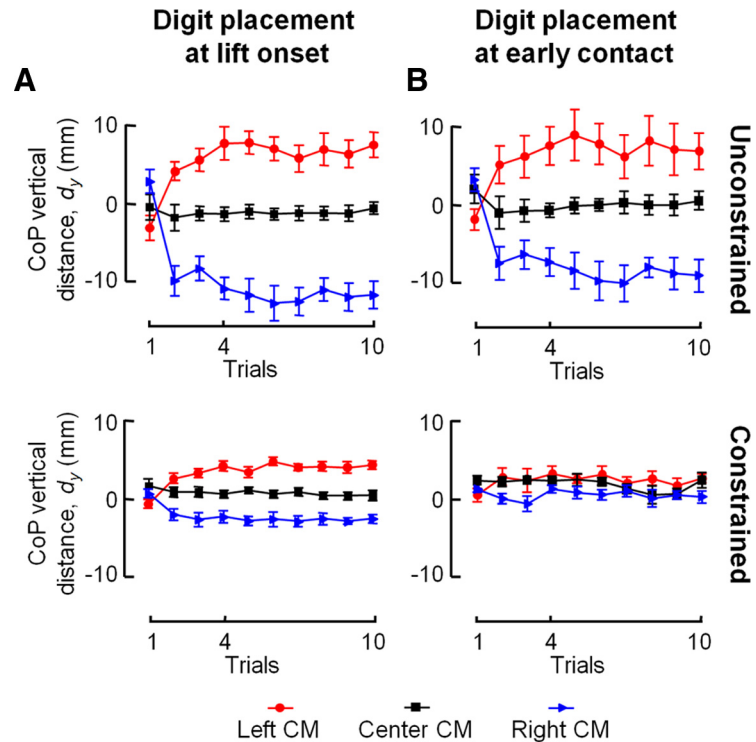 Digit placement
at lift onset
Digit placement
at early contact
A
B
CoP vertical
distance, dy (mm)
10
0
-10
1
4
10
Trials
10
0
-10
1
4
10
Trials
Unconstrained
CoP vertical
distance, dy (mm)
10
0
-10
1
4
10
Trials
10
0
-10
1
4
10
Trials
Constrained
Left CM
Center CM
Right CM